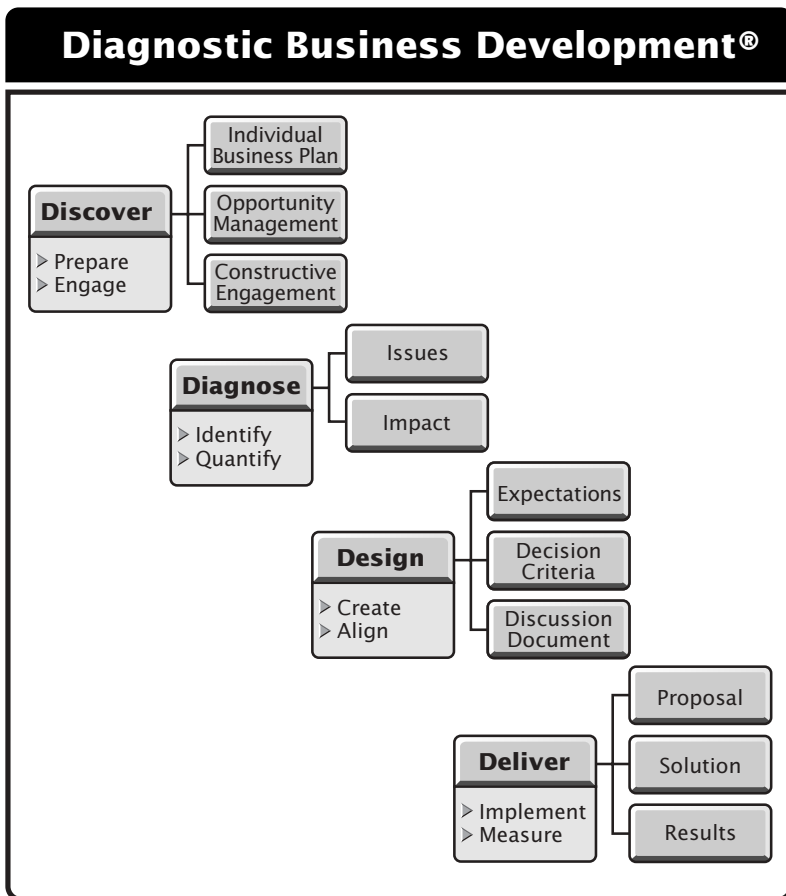 Diagnostic Business Development®
Discover
Prepare
Engage
Individual
Business Plan
Opportunity
Management
Constructive
Engagement
Diagnose
Identify
Quantify
Issues
Impact
Design
Create
Align
Expectations
Decision
Criteria
Discussion
Document
Deliver
Implement
Measure
Proposal
Solution
Results